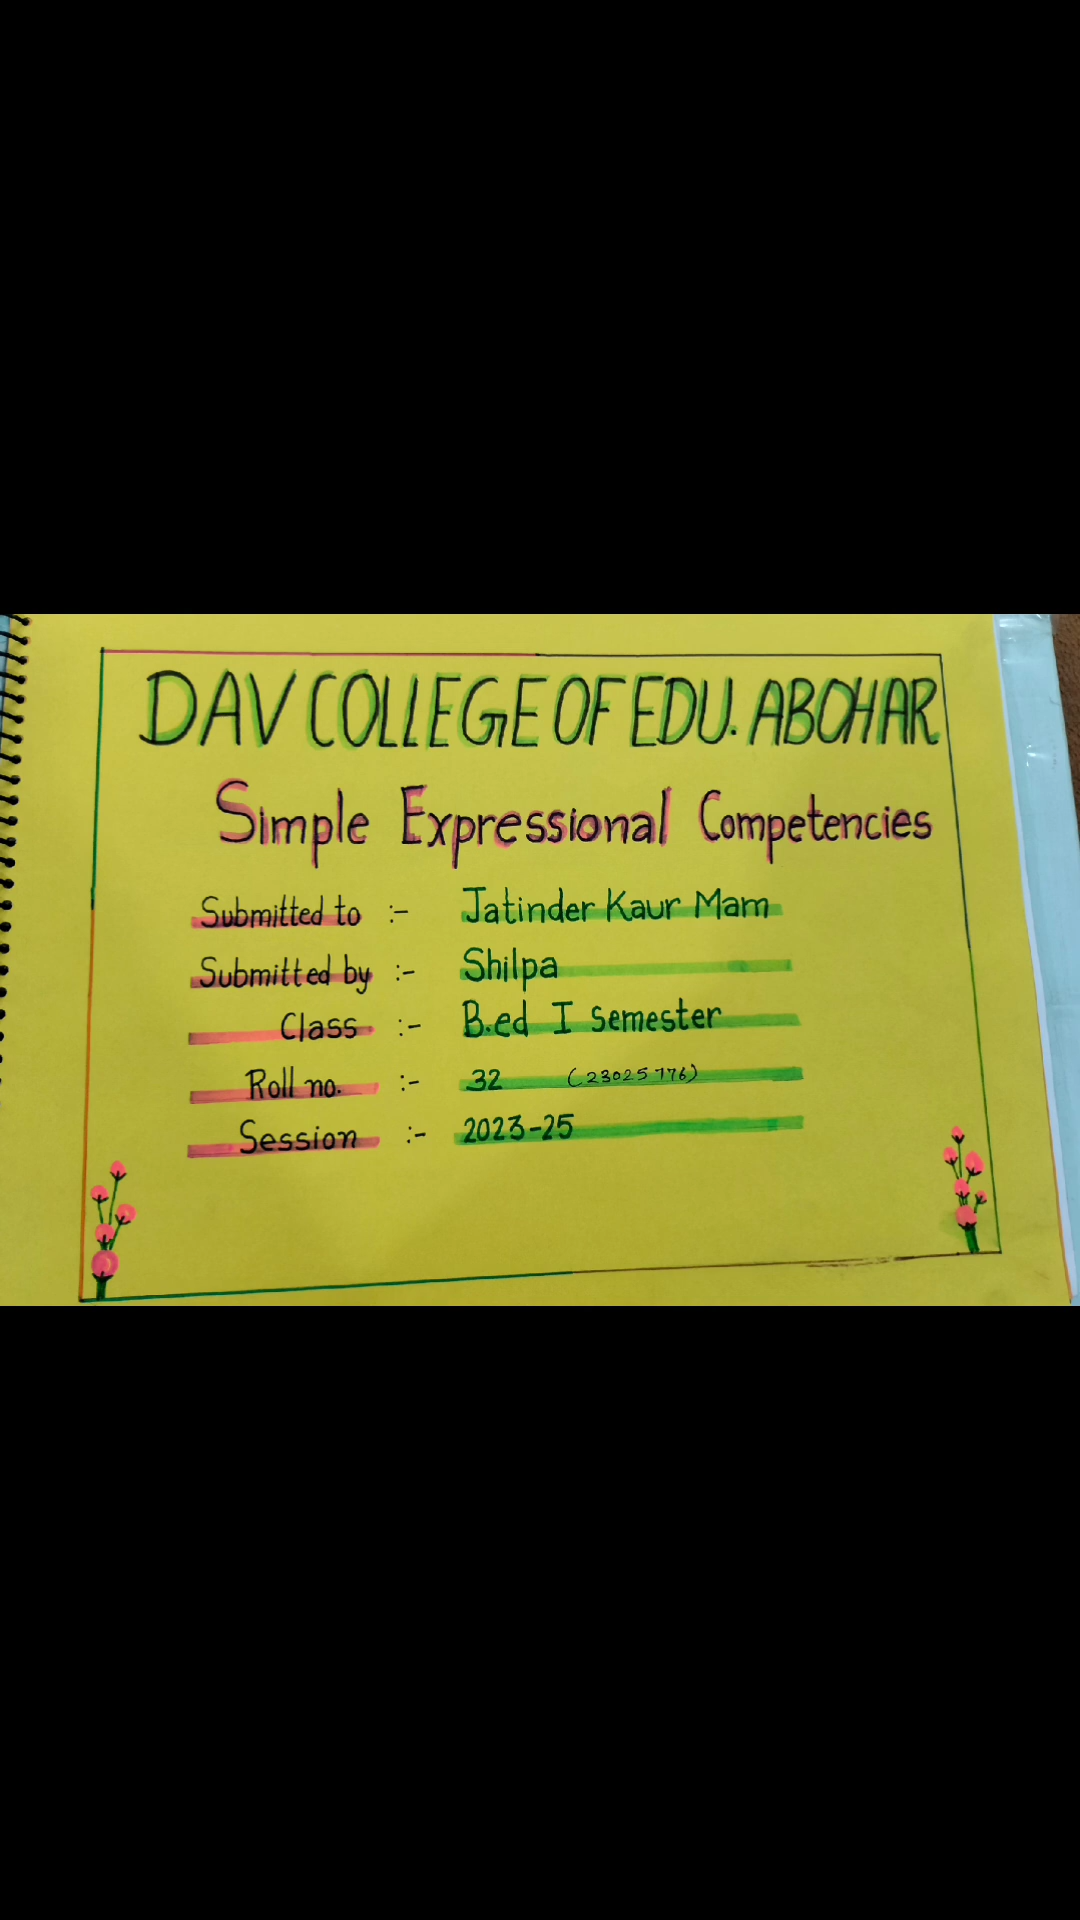 DAV COLLEGE OF EDU. ABOHAR
Simple Expressional Competencies
Submitted to :- Jatinder Kaur Mam
Submitted by :- Shilpa
Class :- B.ed I semester
Roll no. :- 32 (23025776)
Session :- 2023-25